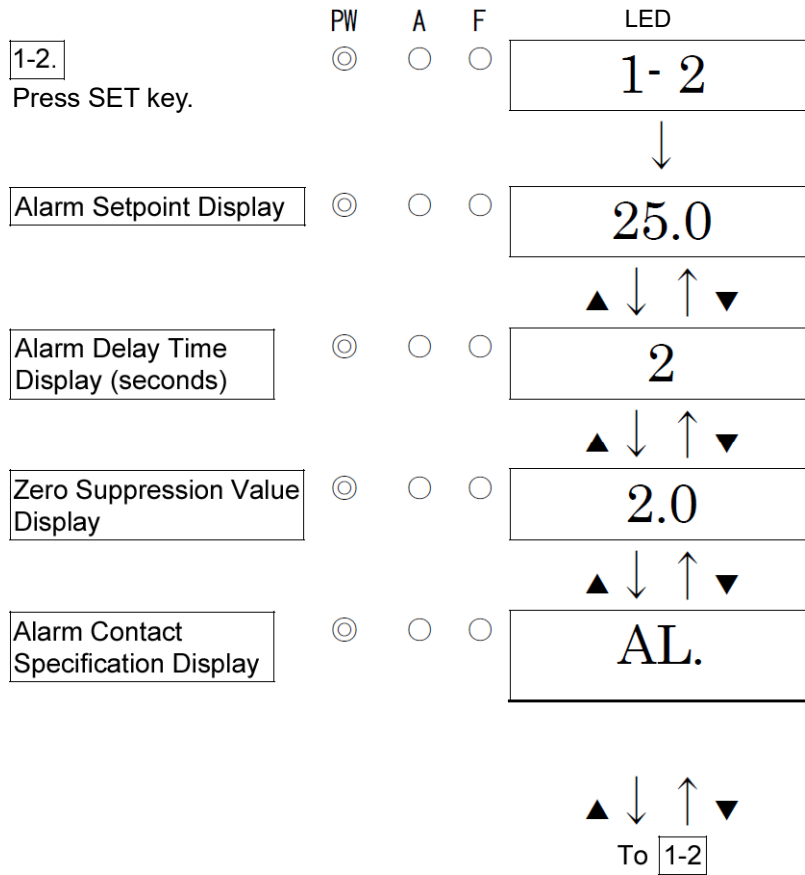 PW A F LED
1-2. ◎ ○ ○ 1- 2
Press SET key.
↓
Alarm Setpoint Display ◎ ○ ○ 25.0
▲ ↓ ↑ ▼
Alarm Delay Time
Display (seconds) ◎ ○ ○ 2
▲ ↓ ↑ ▼
Zero Suppression Value
Display ◎ ○ ○ 2.0
▲ ↓ ↑ ▼
Alarm Contact
Specification Display ◎ ○ ○ AL.
▲ ↓ ↑ ▼
To 1-2